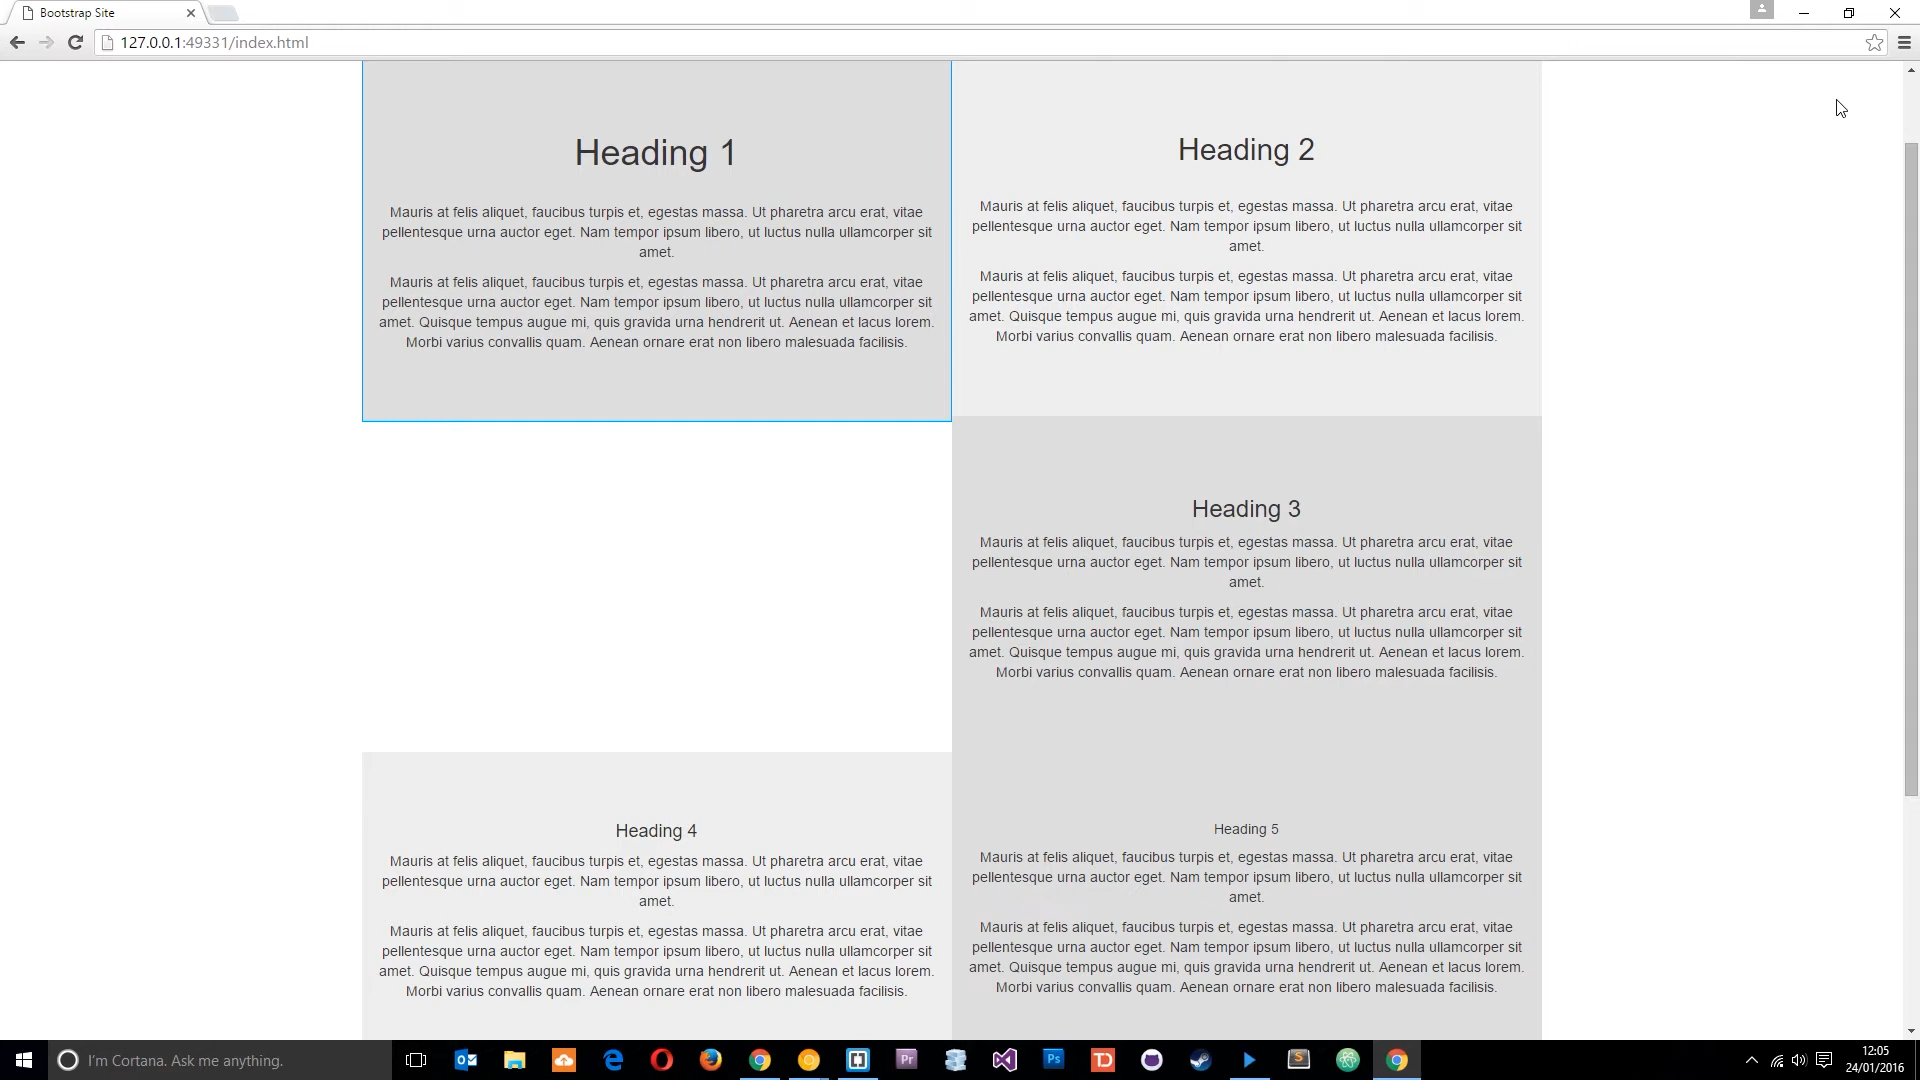 Bootstrap Site
127.0.0.1:49331/index.html
Heading 1
Mauris at felis aliquet, faucibus turpis et, egestas massa. Ut pharetra arcu erat, vitae
pellentesque urna auctor eget. Nam tempor ipsum libero, ut luctus nulla ullamcorper sit
amet.
Mauris at felis aliquet, faucibus turpis et, egestas massa. Ut pharetra arcu erat, vitae
pellentesque urna auctor eget. Nam tempor ipsum libero, ut luctus nulla ullamcorper sit
amet. Quisque tempus augue mi, quis gravida urna hendrerit ut. Aenean et lacus lorem.
Morbi varius convallis quam. Aenean ornare erat non libero malesuada facilisis.
Heading 2
Mauris at felis aliquet, faucibus turpis et, egestas massa. Ut pharetra arcu erat, vitae
pellentesque urna auctor eget. Nam tempor ipsum libero, ut luctus nulla ullamcorper sit
amet.
Mauris at felis aliquet, faucibus turpis et, egestas massa. Ut pharetra arcu erat, vitae
pellentesque urna auctor eget. Nam tempor ipsum libero, ut luctus nulla ullamcorper sit
amet. Quisque tempus augue mi, quis gravida urna hendrerit ut. Aenean et lacus lorem.
Morbi varius convallis quam. Aenean ornare erat non libero malesuada facilisis.
Heading 3
Mauris at felis aliquet, faucibus turpis et, egestas massa. Ut pharetra arcu erat, vitae
pellentesque urna auctor eget. Nam tempor ipsum libero, ut luctus nulla ullamcorper sit
amet.
Mauris at felis aliquet, faucibus turpis et, egestas massa. Ut pharetra arcu erat, vitae
pellentesque urna auctor eget. Nam tempor ipsum libero, ut luctus nulla ullamcorper sit
amet. Quisque tempus augue mi, quis gravida urna hendrerit ut. Aenean et lacus lorem.
Morbi varius convallis quam. Aenean ornare erat non libero malesuada facilisis.
Heading 4
Mauris at felis aliquet, faucibus turpis et, egestas massa. Ut pharetra arcu erat, vitae
pellentesque urna auctor eget. Nam tempor ipsum libero, ut luctus nulla ullamcorper sit
amet.
Mauris at felis aliquet, faucibus turpis et, egestas massa. Ut pharetra arcu erat, vitae
pellentesque urna auctor eget. Nam tempor ipsum libero, ut luctus nulla ullamcorper sit
amet. Quisque tempus augue mi, quis gravida urna hendrerit ut. Aenean et lacus lorem.
Morbi varius convallis quam. Aenean ornare erat non libero malesuada facilisis.
Heading 5
Mauris at felis aliquet, faucibus turpis et, egestas massa. Ut pharetra arcu erat, vitae
pellentesque urna auctor eget. Nam tempor ipsum libero, ut luctus nulla ullamcorper sit
amet.
Mauris at felis aliquet, faucibus turpis et, egestas massa. Ut pharetra arcu erat, vitae
pellentesque urna auctor eget. Nam tempor ipsum libero, ut luctus nulla ullamcorper sit
amet. Quisque tempus augue mi, quis gravida urna hendrerit ut. Aenean et lacus lorem.
Morbi varius convallis quam. Aenean ornare erat non libero malesuada facilisis.
I'm Cortana. Ask me anything.
Pr
Ps
12:05
24/01/2016